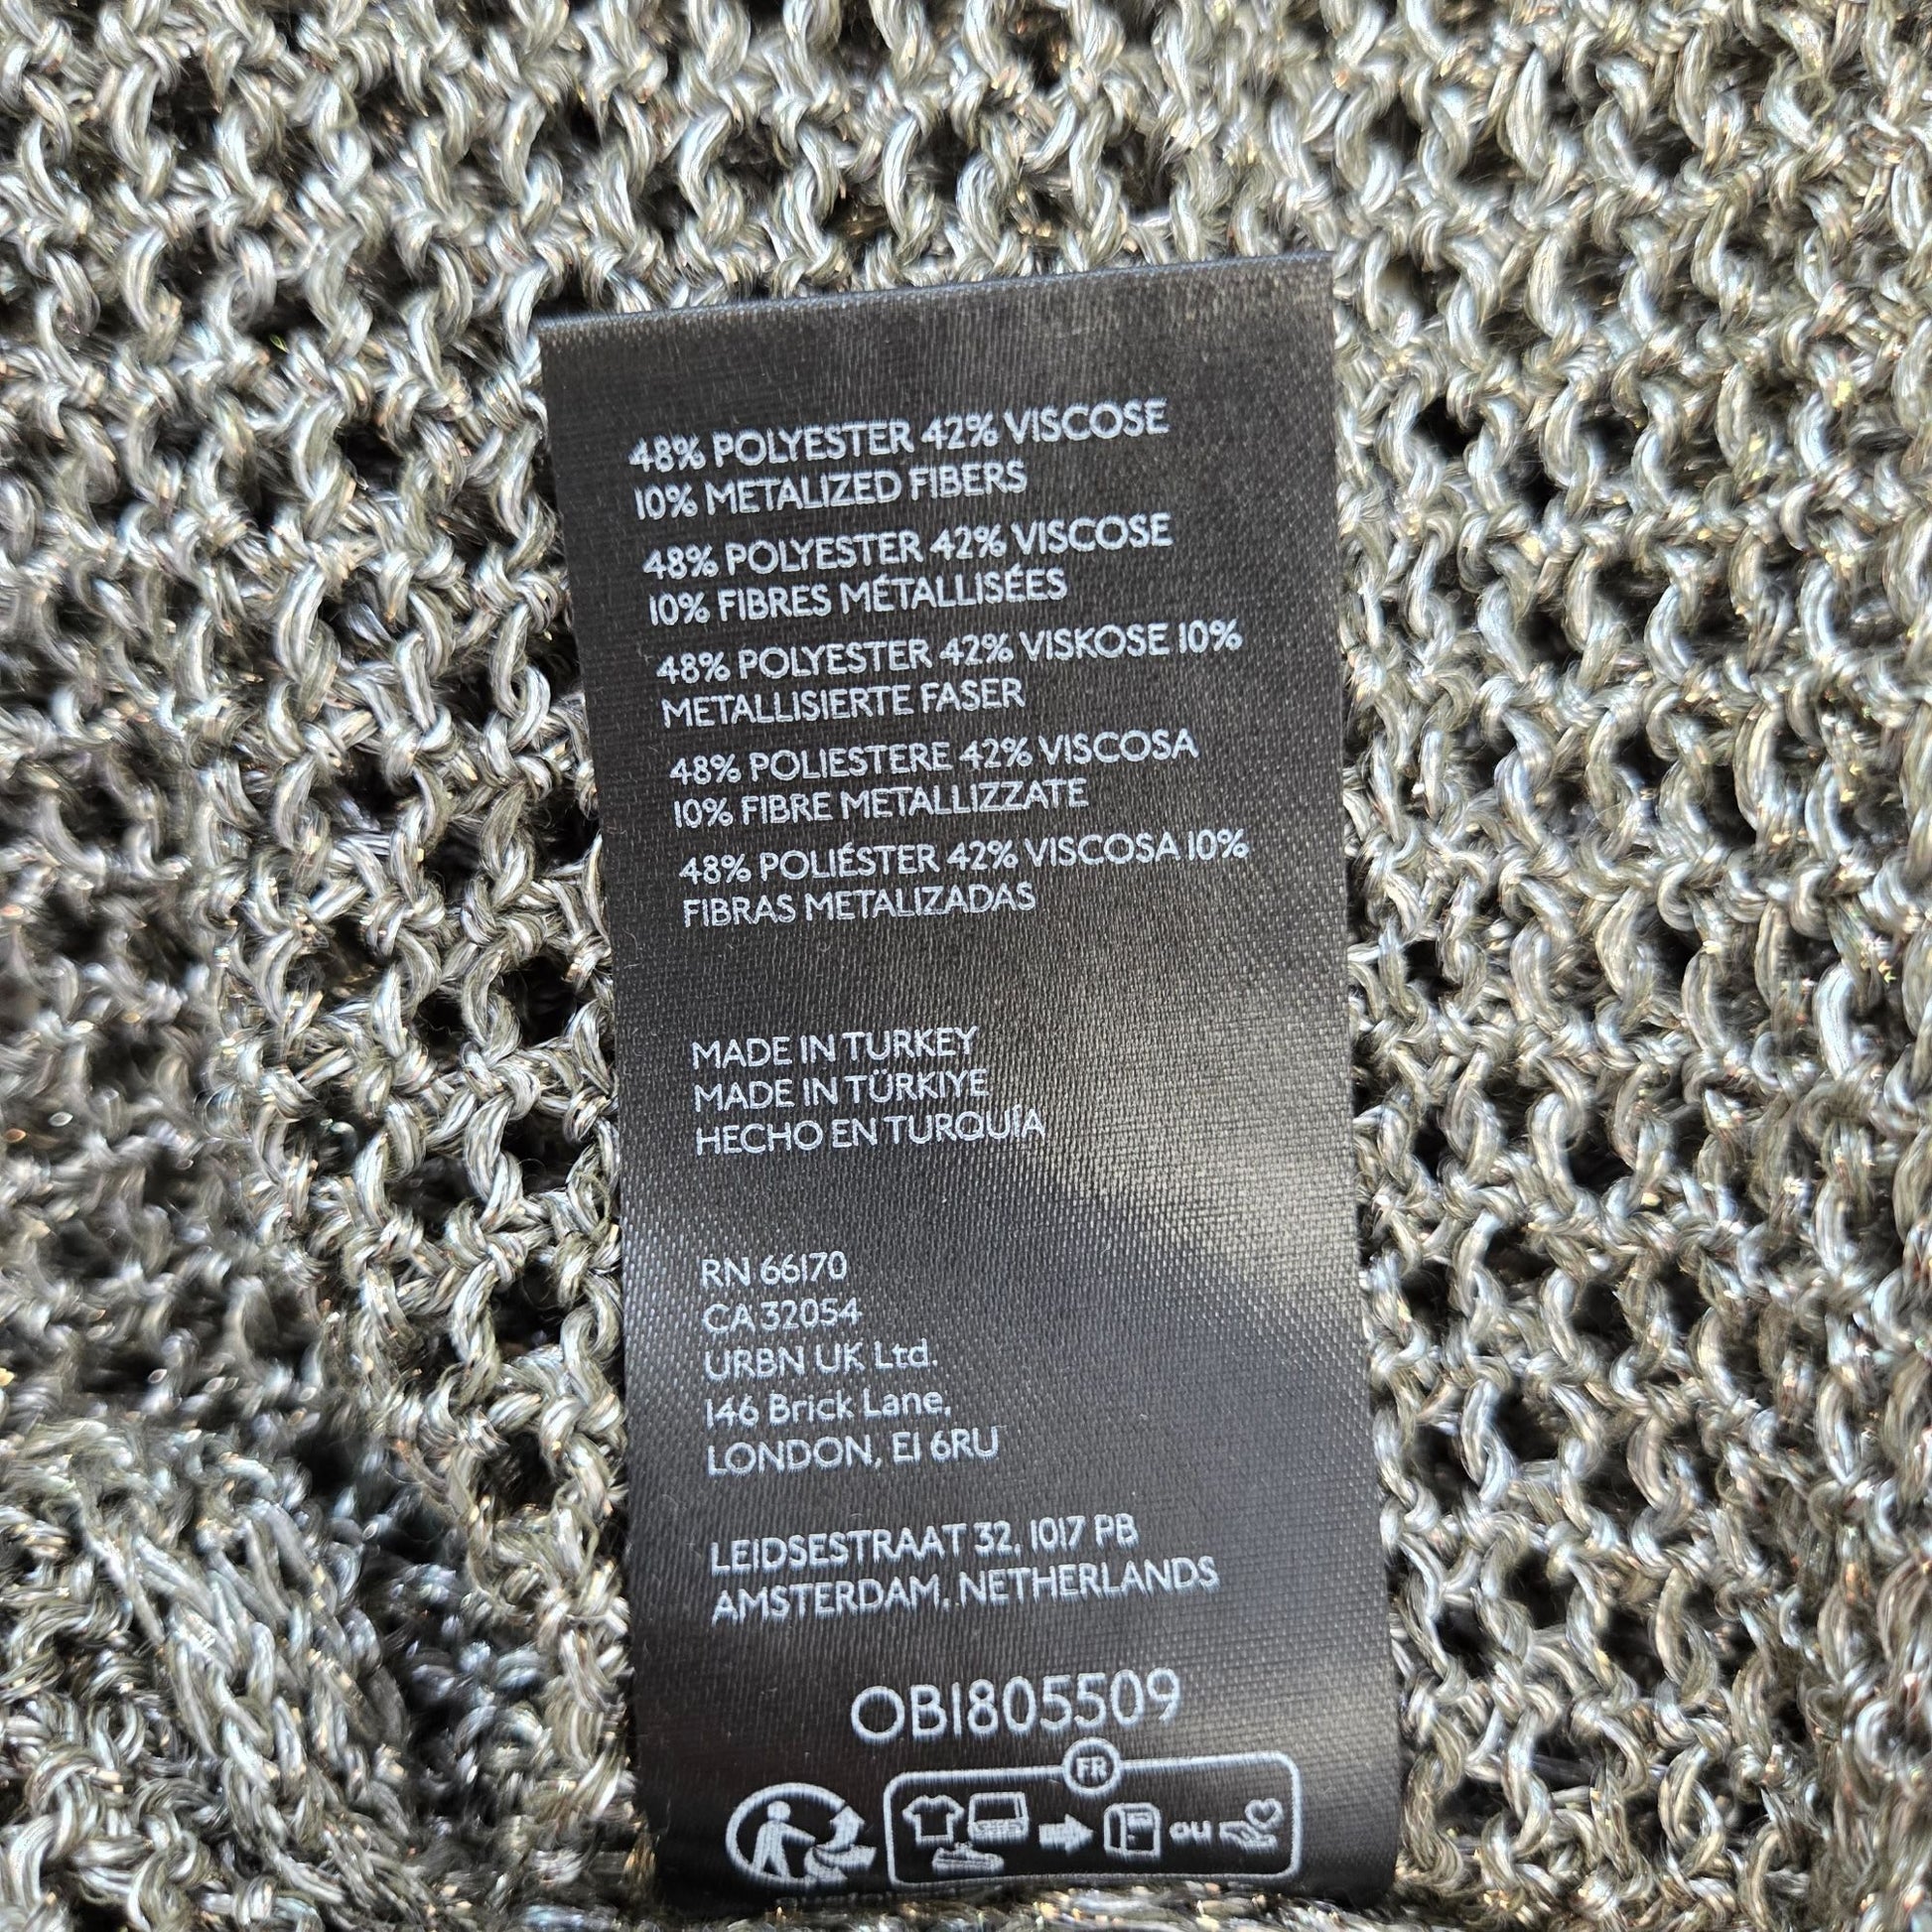 48% POLYESTER 42% VISCOSE
10% METALIZED FIBERS
48% POLYESTER 42% VISCOSE
10% FIBRES MÉTALLISÉES
48% POLYESTER 42% VISKOSE 10%
METALLISIERTE FASER
48% POLIESTERE 42% VISCOSA
10% FIBRE METALLIZZATE
48% POLIÉSTER 42% VISCOSA 10%
FIBRAS METALIZADAS
MADE IN TURKEY
MADE IN TÜRKIYE
HECHO EN TURQUÍA
RN 66170
CA 32054
URBN UK Ltd.
146 Brick Lane,
LONDON, E1 6RU
LEIDSESTRAAT 32, 1017 PB
AMSTERDAM, NETHERLANDS
OB1805509
FR
ou